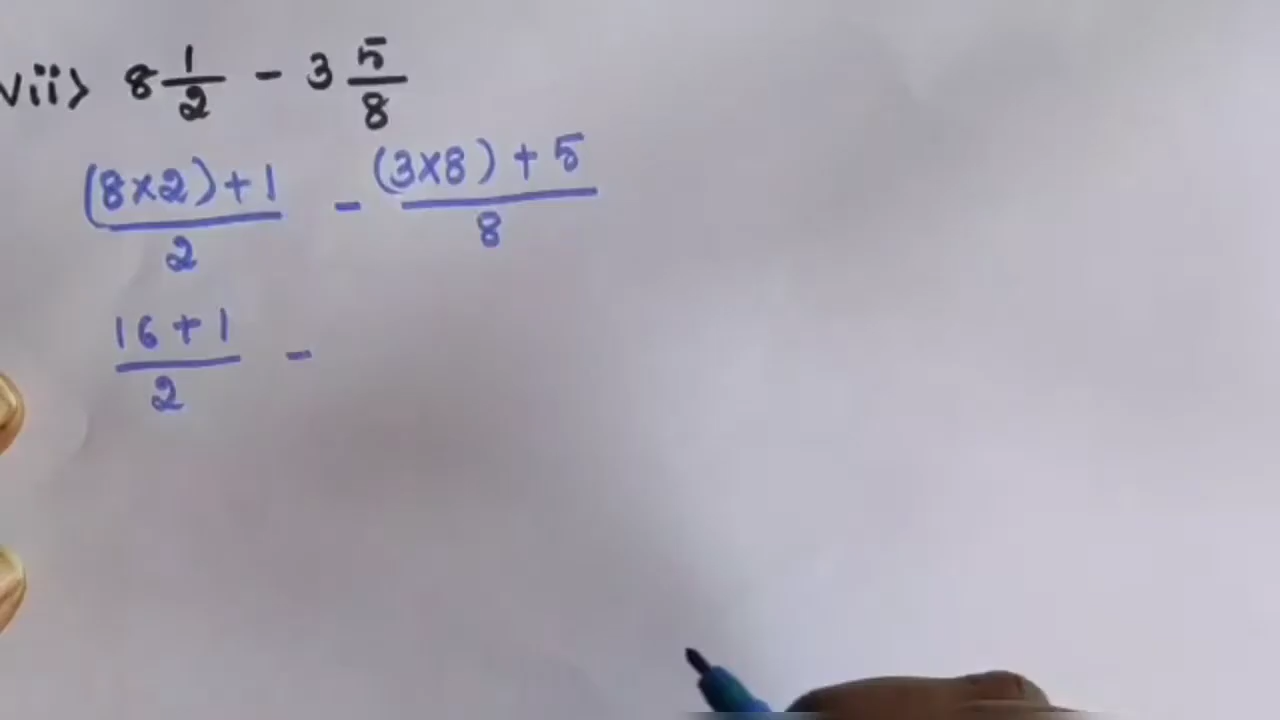 vii> 8 1/2 - 3 5/8
(8×2)+1/2 - (3×8)+5/8
16+1/2 -